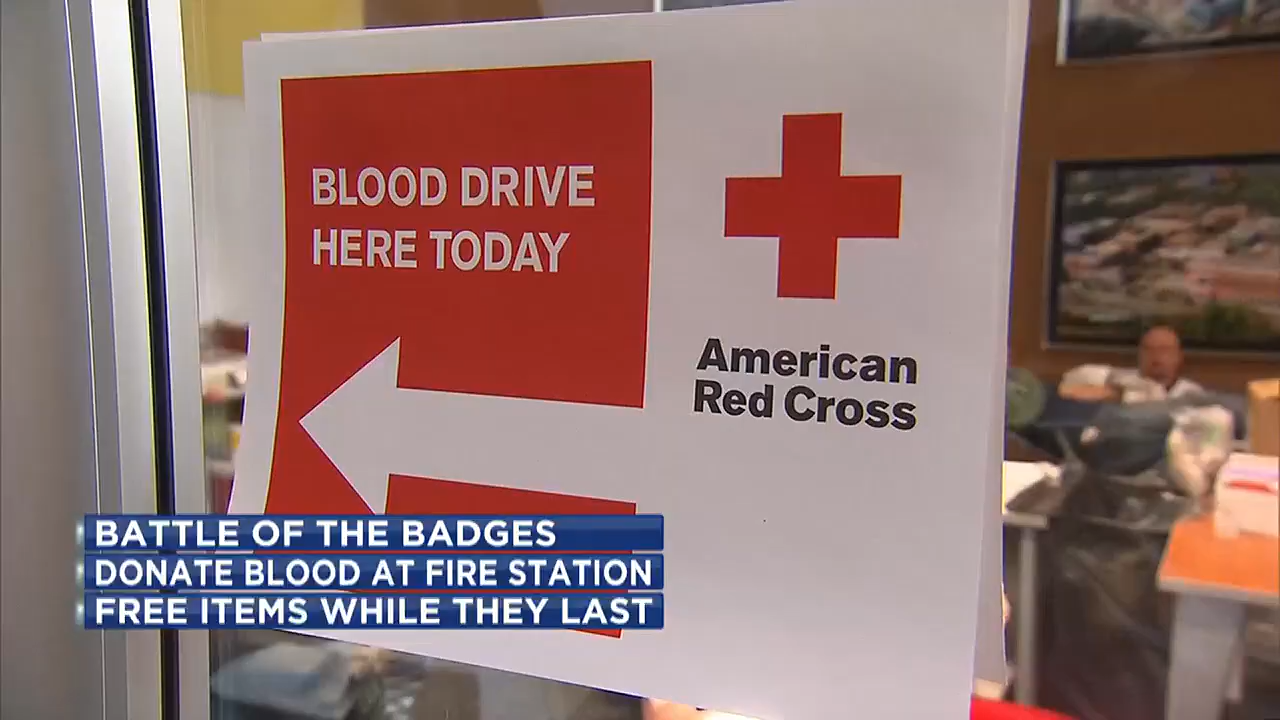 BLOOD DRIVE
HERE TODAY
American
Red Cross
BATTLE OF THE BADGES
DONATE BLOOD AT FIRE STATION
FREE ITEMS WHILE THEY LAST